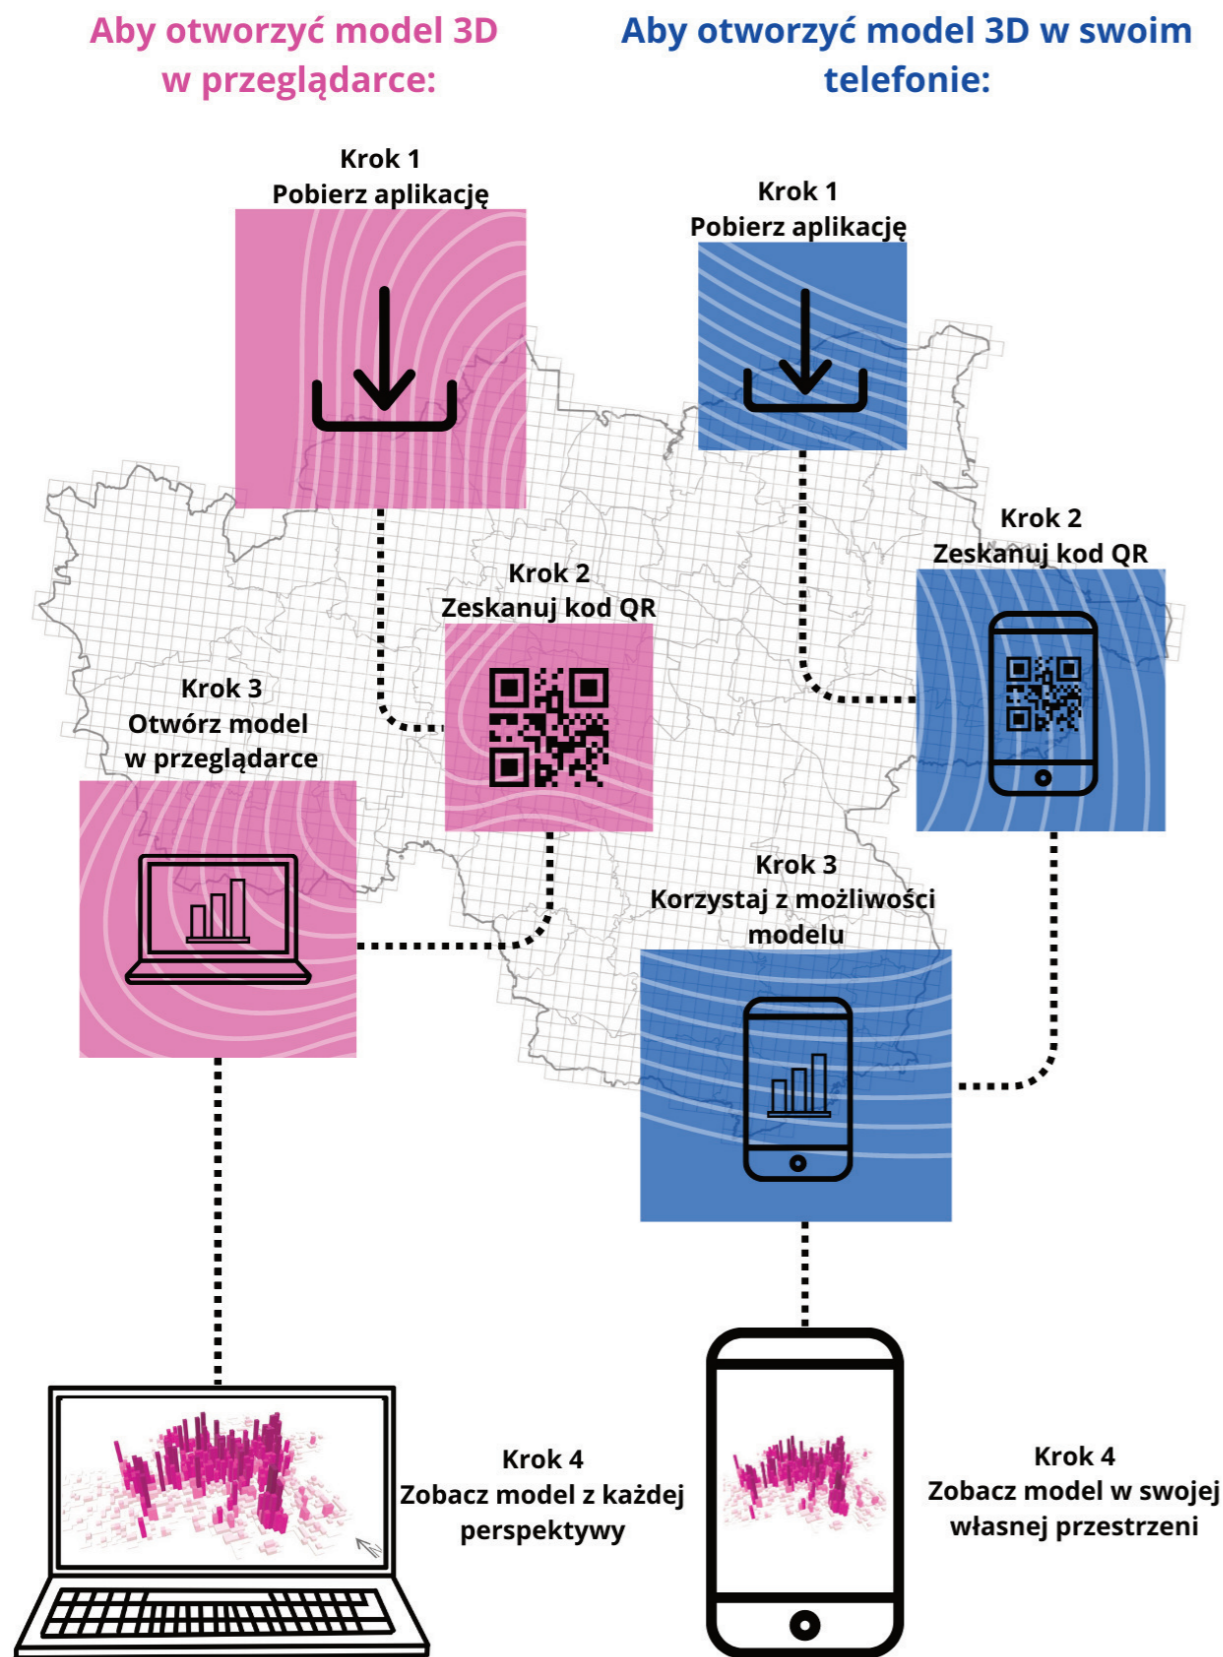 Aby otworzyć model 3D
w przeglądarce:
Krok 1
Pobierz aplikację
Krok 2
Zeskanuj kod QR
Krok 3
Otwórz model
w przeglądarce
Krok 4
Zobacz model z każdej
perspektywy
Aby otworzyć model 3D w swoim
telefonie:
Krok 1
Pobierz aplikację
Krok 2
Zeskanuj kod QR
Krok 3
Korzystaj z możliwości
modelu
Krok 4
Zobacz model w swojej
własnej przestrzeni